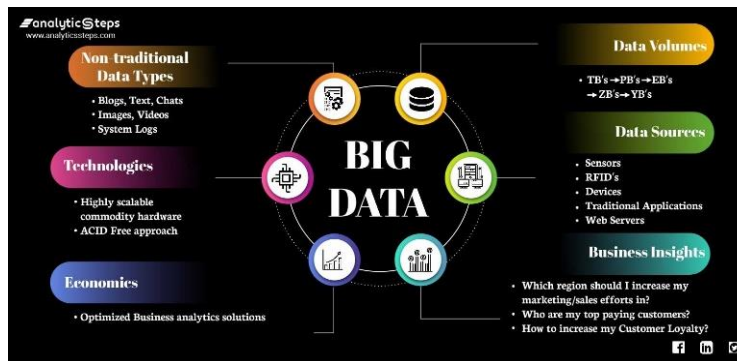 analyticSteps
www.analyticssteps.com
Non-traditional
Data Types
• Blogs, Text, Chats
• Images, Videos
• System Logs
Technologies
• Highly scalable
commodity hardware
• ACID Free approach
Economics
• Optimized Business analytics solutions
BIG
DATA
Data Volumes
• TB's→PB's→EB's
→ZB's→YB's
Data Sources
• Sensors
• RFID's
• Devices
• Traditional Applications
• Web Servers
Business Insights
• Which region should I increase my
marketing/sales efforts in?
• Who are my top paying customers?
• How to increase my Customer Loyalty?